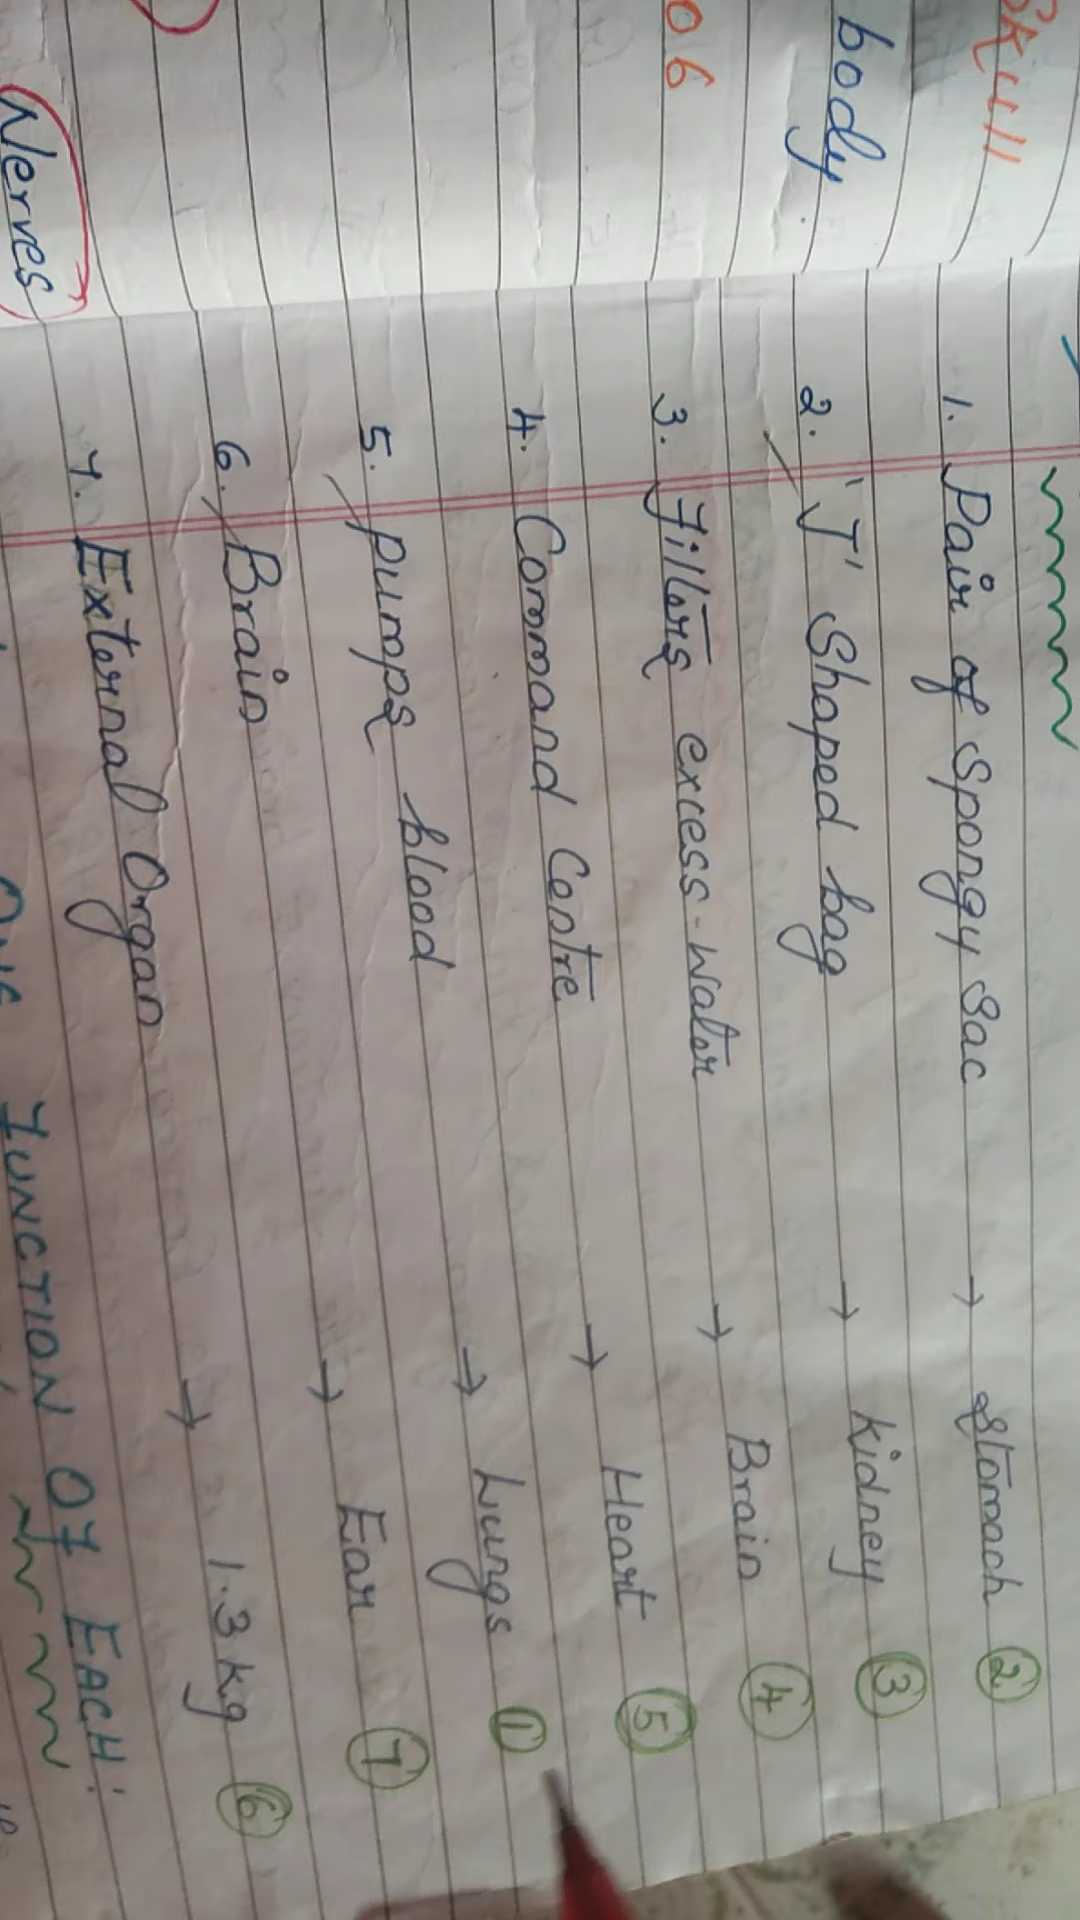 Skull
body.
06
Nerves
1. Pair of Spongy Sac → Stomach ②
2. 'J' Shaped bag → kidney ③
3. Filters excess-water → Brain ④
4. Command Centre → Heart ⑤
5. Pumps blood → Lungs ①
6. Brain → Ear ⑦
7. External Organ → 1.3 kg ⑥
FUNCTION OF EACH: